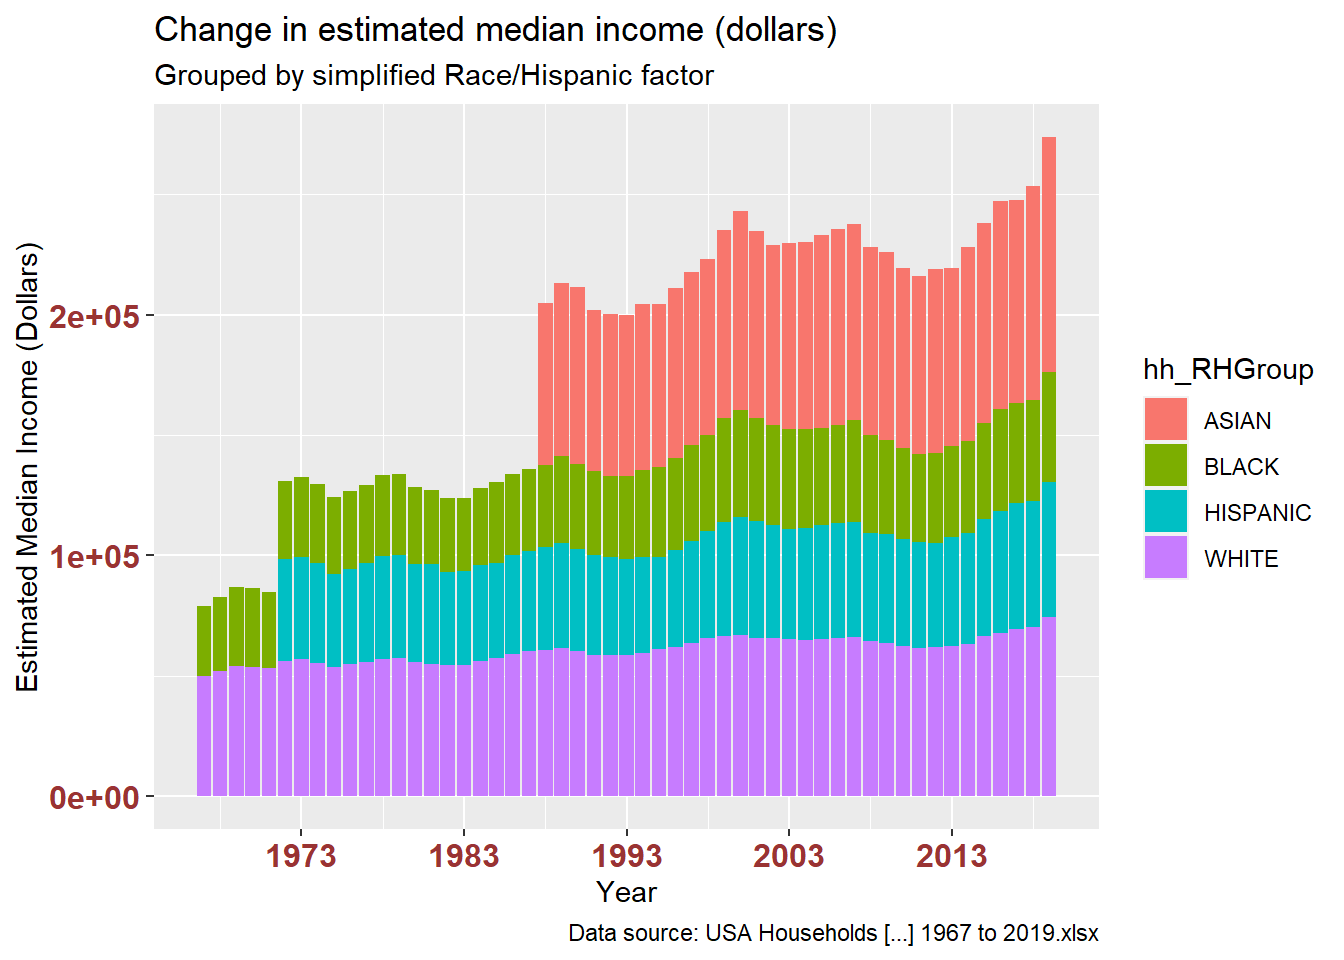 Change in estimated median income (dollars)
Grouped by simplified Race/Hispanic factor
Estimated Median Income (Dollars)
2e+05
1e+05
0e+00
1973 1983 1993 2003 2013
Year
hh_RHGroup
ASIAN
BLACK
HISPANIC
WHITE
Data source: USA Households [...] 1967 to 2019.xlsx